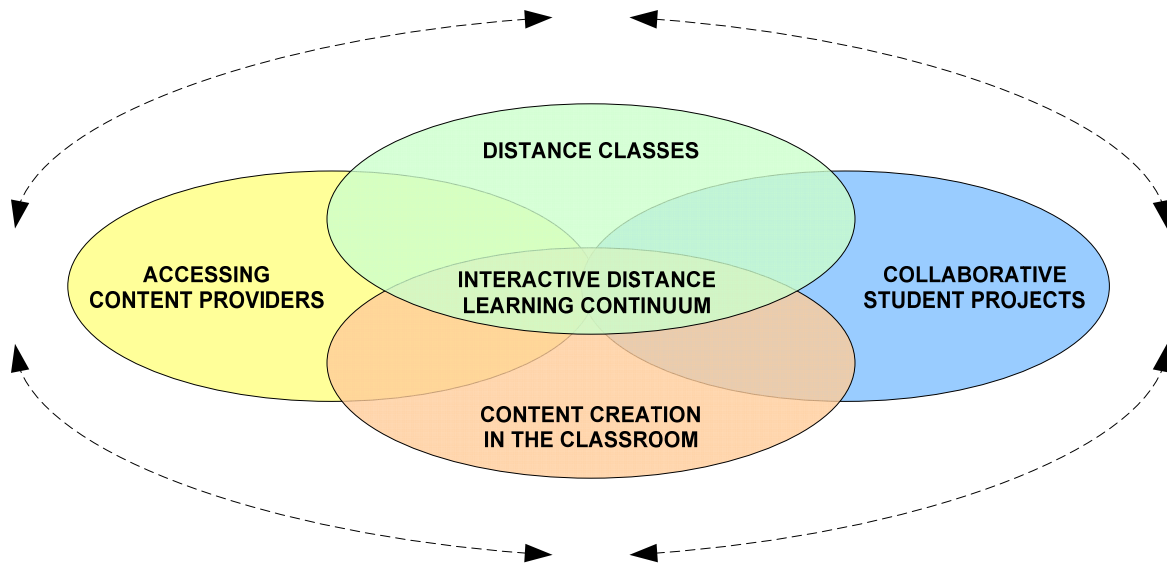 DISTANCE CLASSES
ACCESSING
CONTENT PROVIDERS
INTERACTIVE DISTANCE
LEARNING CONTINUUM
COLLABORATIVE
STUDENT PROJECTS
CONTENT CREATION
IN THE CLASSROOM